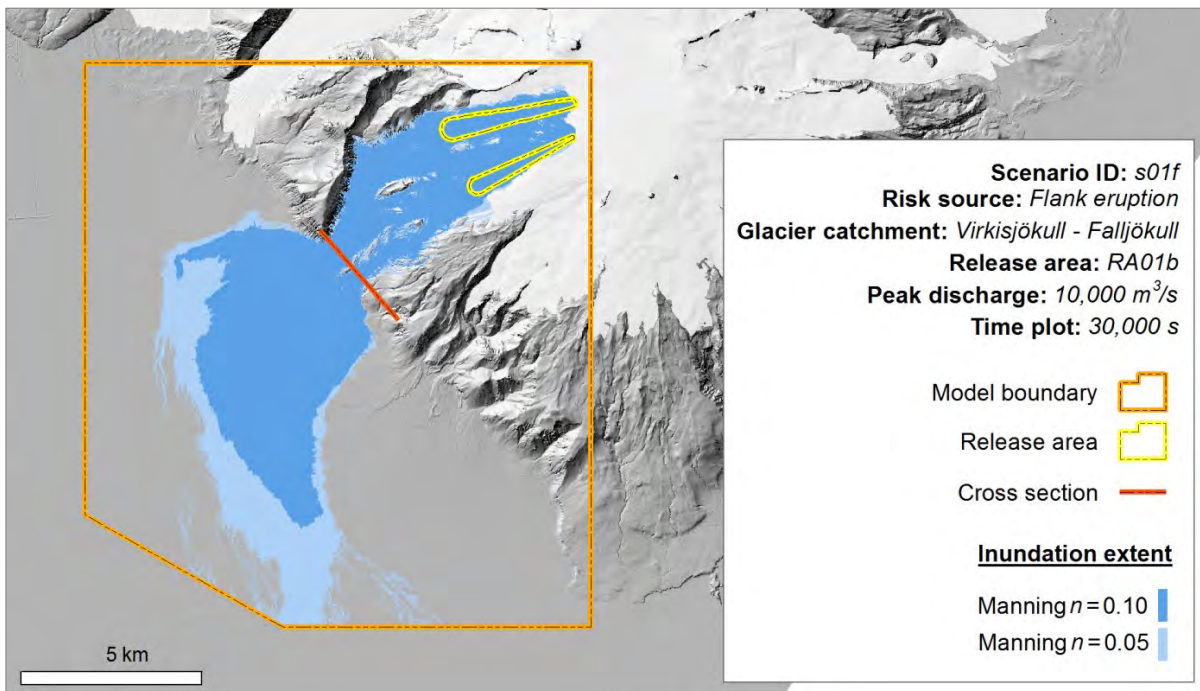 Scenario ID: s01f
Risk source: Flank eruption
Glacier catchment: Virkisjökull - Falljökull
Release area: RA01b
Peak discharge: 10,000 m³/s
Time plot: 30,000 s
Model boundary
Release area
Cross section
Inundation extent
Manning n = 0.10
Manning n = 0.05
5 km